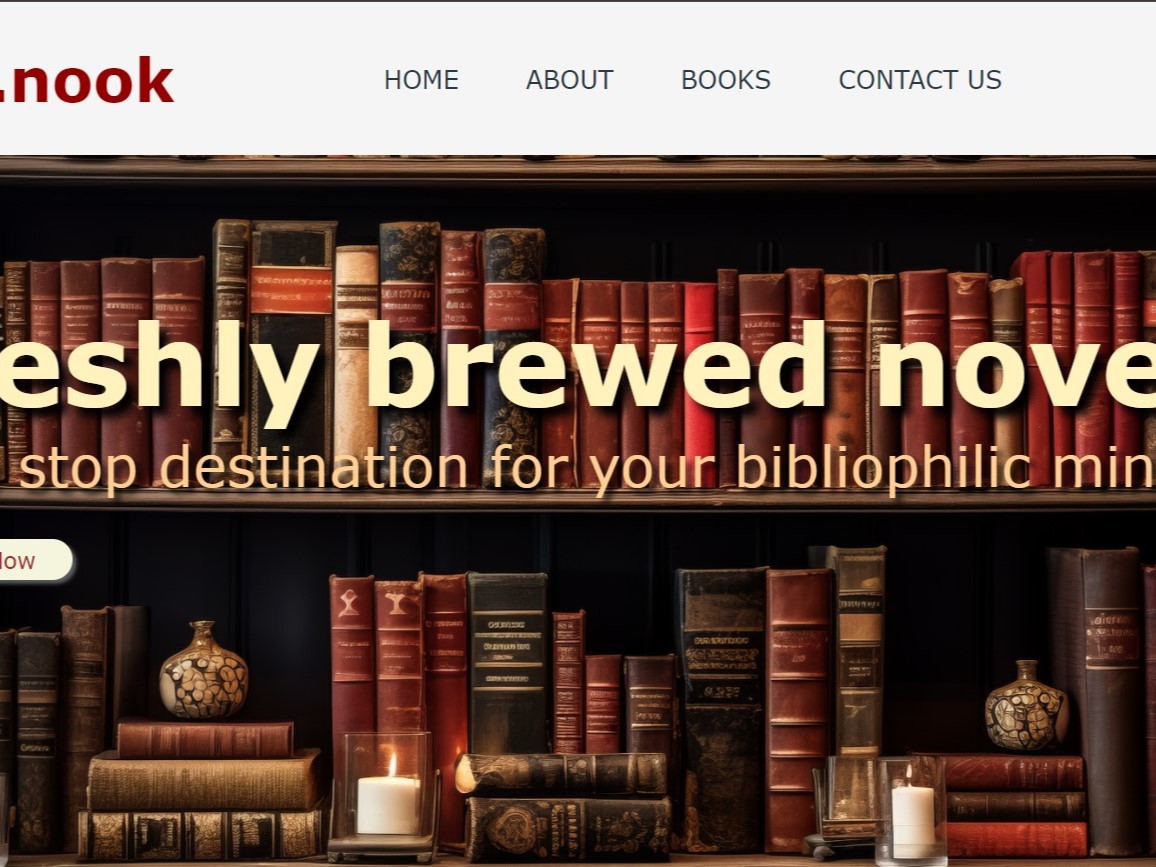 .nook
HOME ABOUT BOOKS CONTACT US
eshly brewed nove
stop destination for your bibliophilic min
low